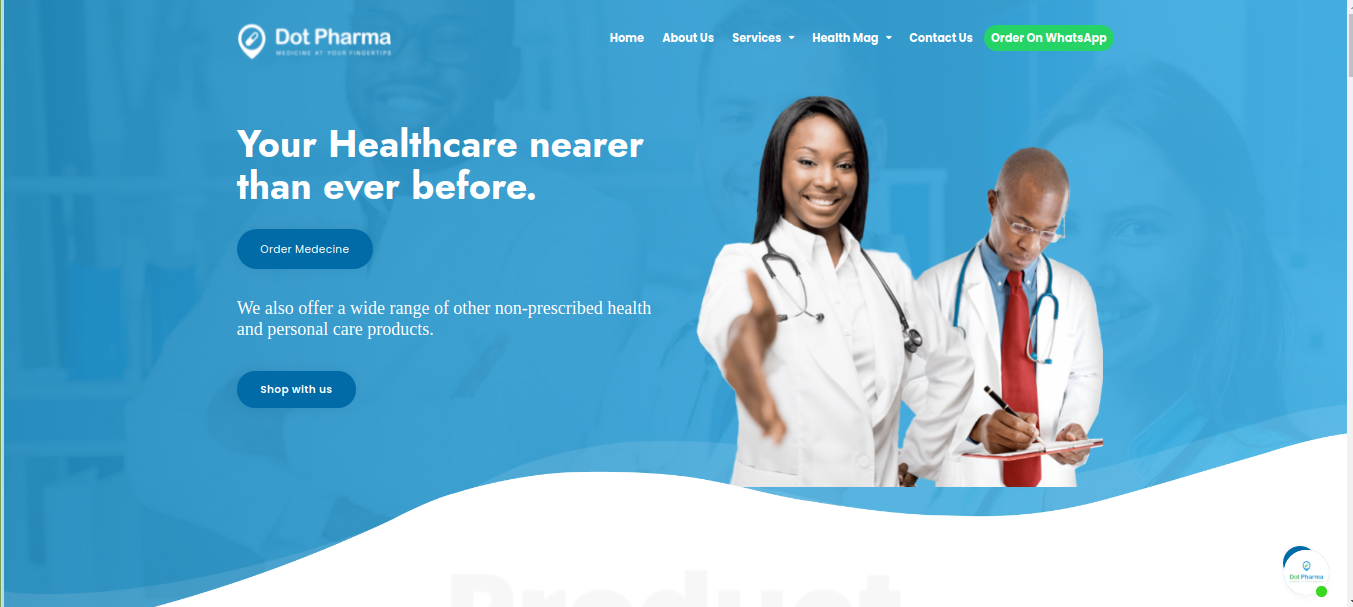 Dot Pharma
MEDICINE AT YOUR FINGERTIPS
Home About Us Services Health Mag Contact Us Order On WhatsApp
Your Healthcare nearer
than ever before.
Order Medecine
We also offer a wide range of other non-prescribed health
and personal care products.
Shop with us
Product
Dot Pharma